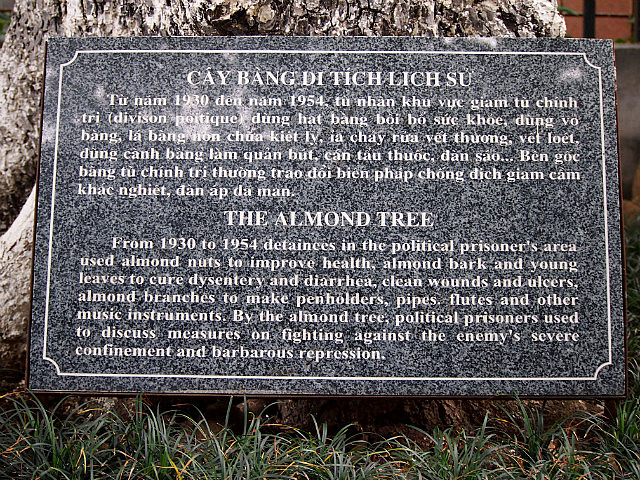 CÂY BÀNG DI TÍCH LỊCH SỬ
Từ năm 1930 đến năm 1954, tù nhân khu vực giam tù chính
trị (divison poitique) dùng hạt bàng bồi bổ sức khỏe, dùng vỏ
bàng, lá bàng non chữa kiết lỵ, ỉa chảy rửa vết thương, vết loét,
dùng cành bàng làm quản bút, cán tẩu thuốc, đàn sáo... Bên gốc
bàng tù chính trị thường trao đổi biện pháp chống địch giam cầm
khắc nghiệt, đàn áp dã man.
THE ALMOND TREE
From 1930 to 1954 detainces in the political prisoner's area
used almond nuts to improve health, almond bark and young
leaves to cure dysentery and diarrhea, clean wounds and ulcers,
almond branches to make penholders, pipes, flutes and other
music instruments. By the almond tree, political prisoners used
to discuss measures on fighting against the enemy's severe
confinement and barbarous repression.